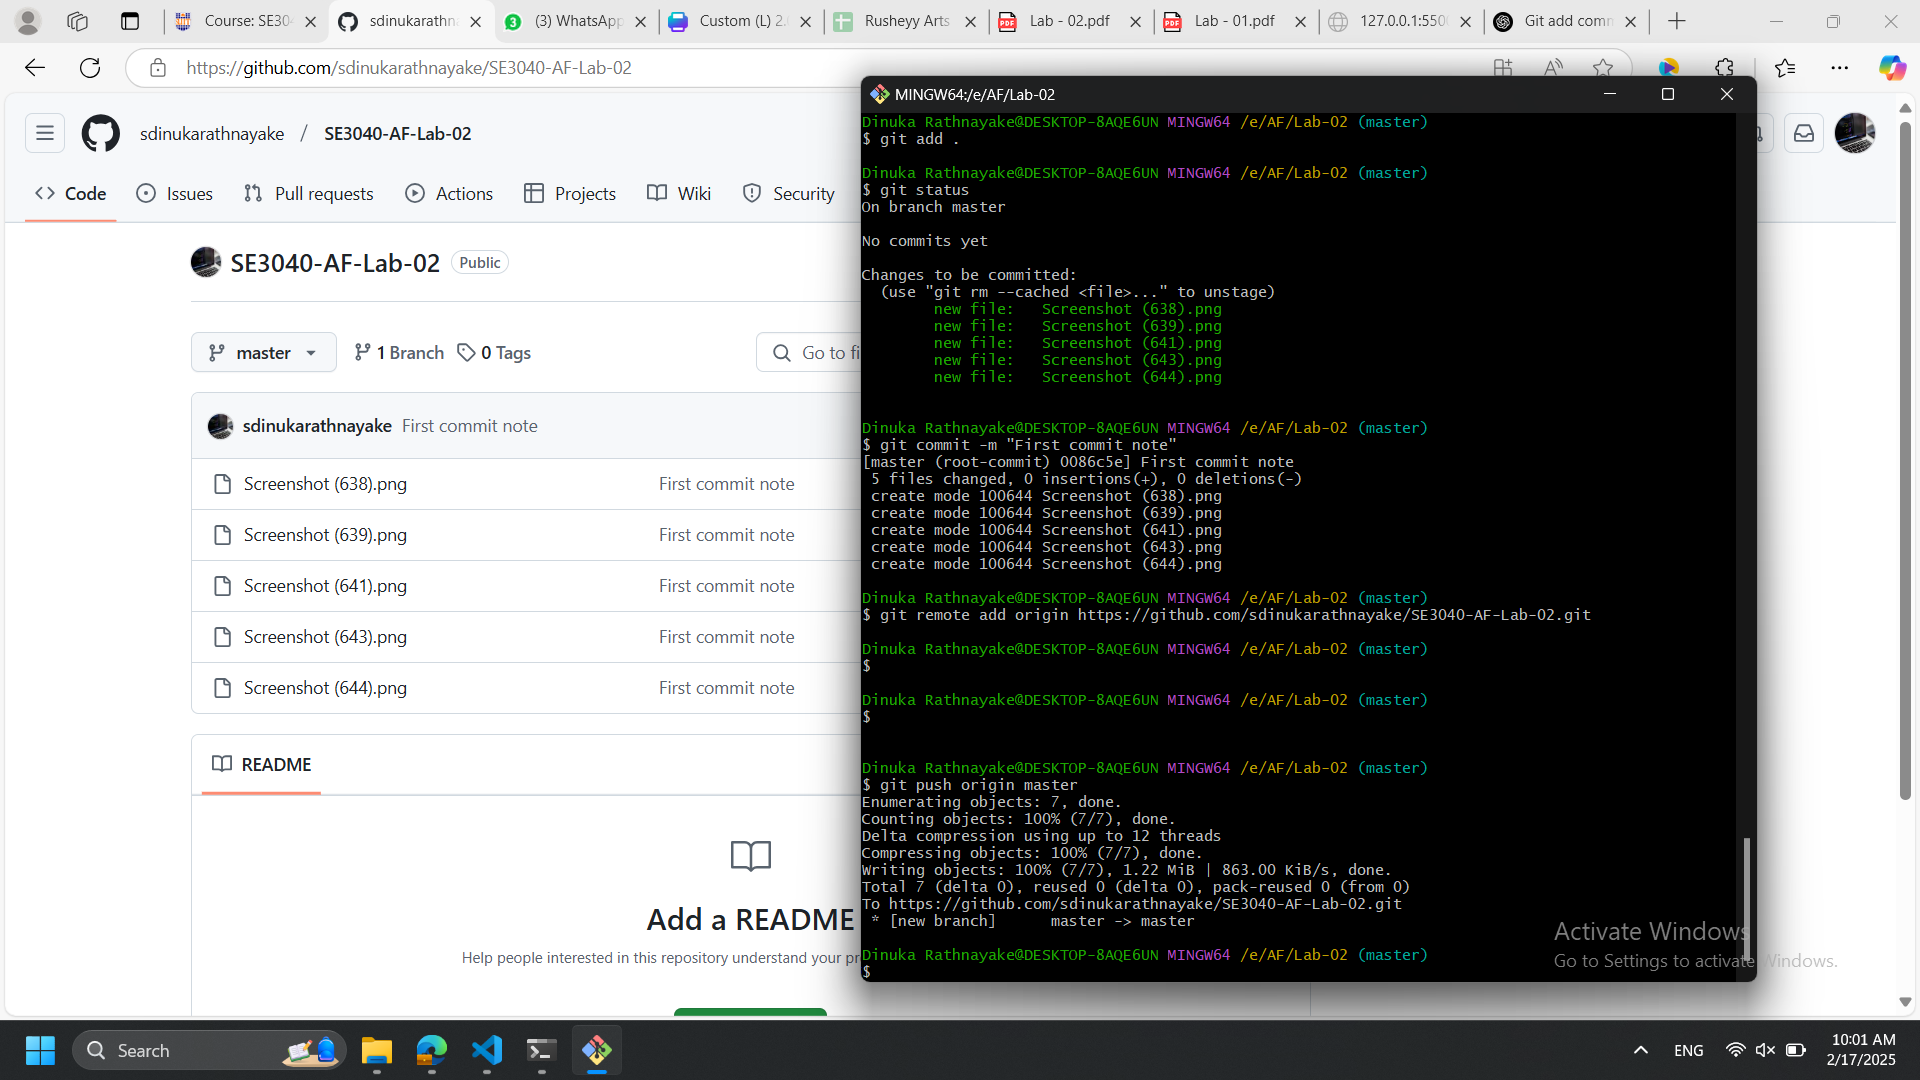 Course: SE304
sdinukarathna
(3) WhatsApp
Custom (L) 2.
Rusheyy Arts
Lab - 02.pdf
Lab - 01.pdf
127.0.0.1:550
Git add comm
https://github.com/sdinukarathnayake/SE3040-AF-Lab-02
sdinukarathnayake / SE3040-AF-Lab-02
Code
Issues
Pull requests
Actions
Projects
Wiki
Security
SE3040-AF-Lab-02
Public
master
1 Branch
0 Tags
Go to fi
sdinukarathnayake First commit note
Screenshot (638).png First commit note
Screenshot (639).png First commit note
Screenshot (641).png First commit note
Screenshot (643).png First commit note
Screenshot (644).png First commit note
README
Add a README
Help people interested in this repository understand your pr
MINGW64:/e/AF/Lab-02
Dinuka Rathnayake@DESKTOP-8AQE6UN MINGW64 /e/AF/Lab-02 (master)
$ git add .
Dinuka Rathnayake@DESKTOP-8AQE6UN MINGW64 /e/AF/Lab-02 (master)
$ git status
On branch master
No commits yet
Changes to be committed:
(use "git rm --cached <file>..." to unstage)
new file: Screenshot (638).png
new file: Screenshot (639).png
new file: Screenshot (641).png
new file: Screenshot (643).png
new file: Screenshot (644).png
Dinuka Rathnayake@DESKTOP-8AQE6UN MINGW64 /e/AF/Lab-02 (master)
$ git commit -m "First commit note"
[master (root-commit) 0086c5e] First commit note
5 files changed, 0 insertions(+), 0 deletions(-)
create mode 100644 Screenshot (638).png
create mode 100644 Screenshot (639).png
create mode 100644 Screenshot (641).png
create mode 100644 Screenshot (643).png
create mode 100644 Screenshot (644).png
Dinuka Rathnayake@DESKTOP-8AQE6UN MINGW64 /e/AF/Lab-02 (master)
$ git remote add origin https://github.com/sdinukarathnayake/SE3040-AF-Lab-02.git
Dinuka Rathnayake@DESKTOP-8AQE6UN MINGW64 /e/AF/Lab-02 (master)
$
Dinuka Rathnayake@DESKTOP-8AQE6UN MINGW64 /e/AF/Lab-02 (master)
$
Dinuka Rathnayake@DESKTOP-8AQE6UN MINGW64 /e/AF/Lab-02 (master)
$ git push origin master
Enumerating objects: 7, done.
Counting objects: 100% (7/7), done.
Delta compression using up to 12 threads
Compressing objects: 100% (7/7), done.
Writing objects: 100% (7/7), 1.22 MiB | 863.00 KiB/s, done.
Total 7 (delta 0), reused 0 (delta 0), pack-reused 0 (from 0)
To https://github.com/sdinukarathnayake/SE3040-AF-Lab-02.git
* [new branch] master -> master
Dinuka Rathnayake@DESKTOP-8AQE6UN MINGW64 /e/AF/Lab-02 (master)
$
Activate Windows
Go to Settings to activate Windows.
Search
ENG
10:01 AM
2/17/2025